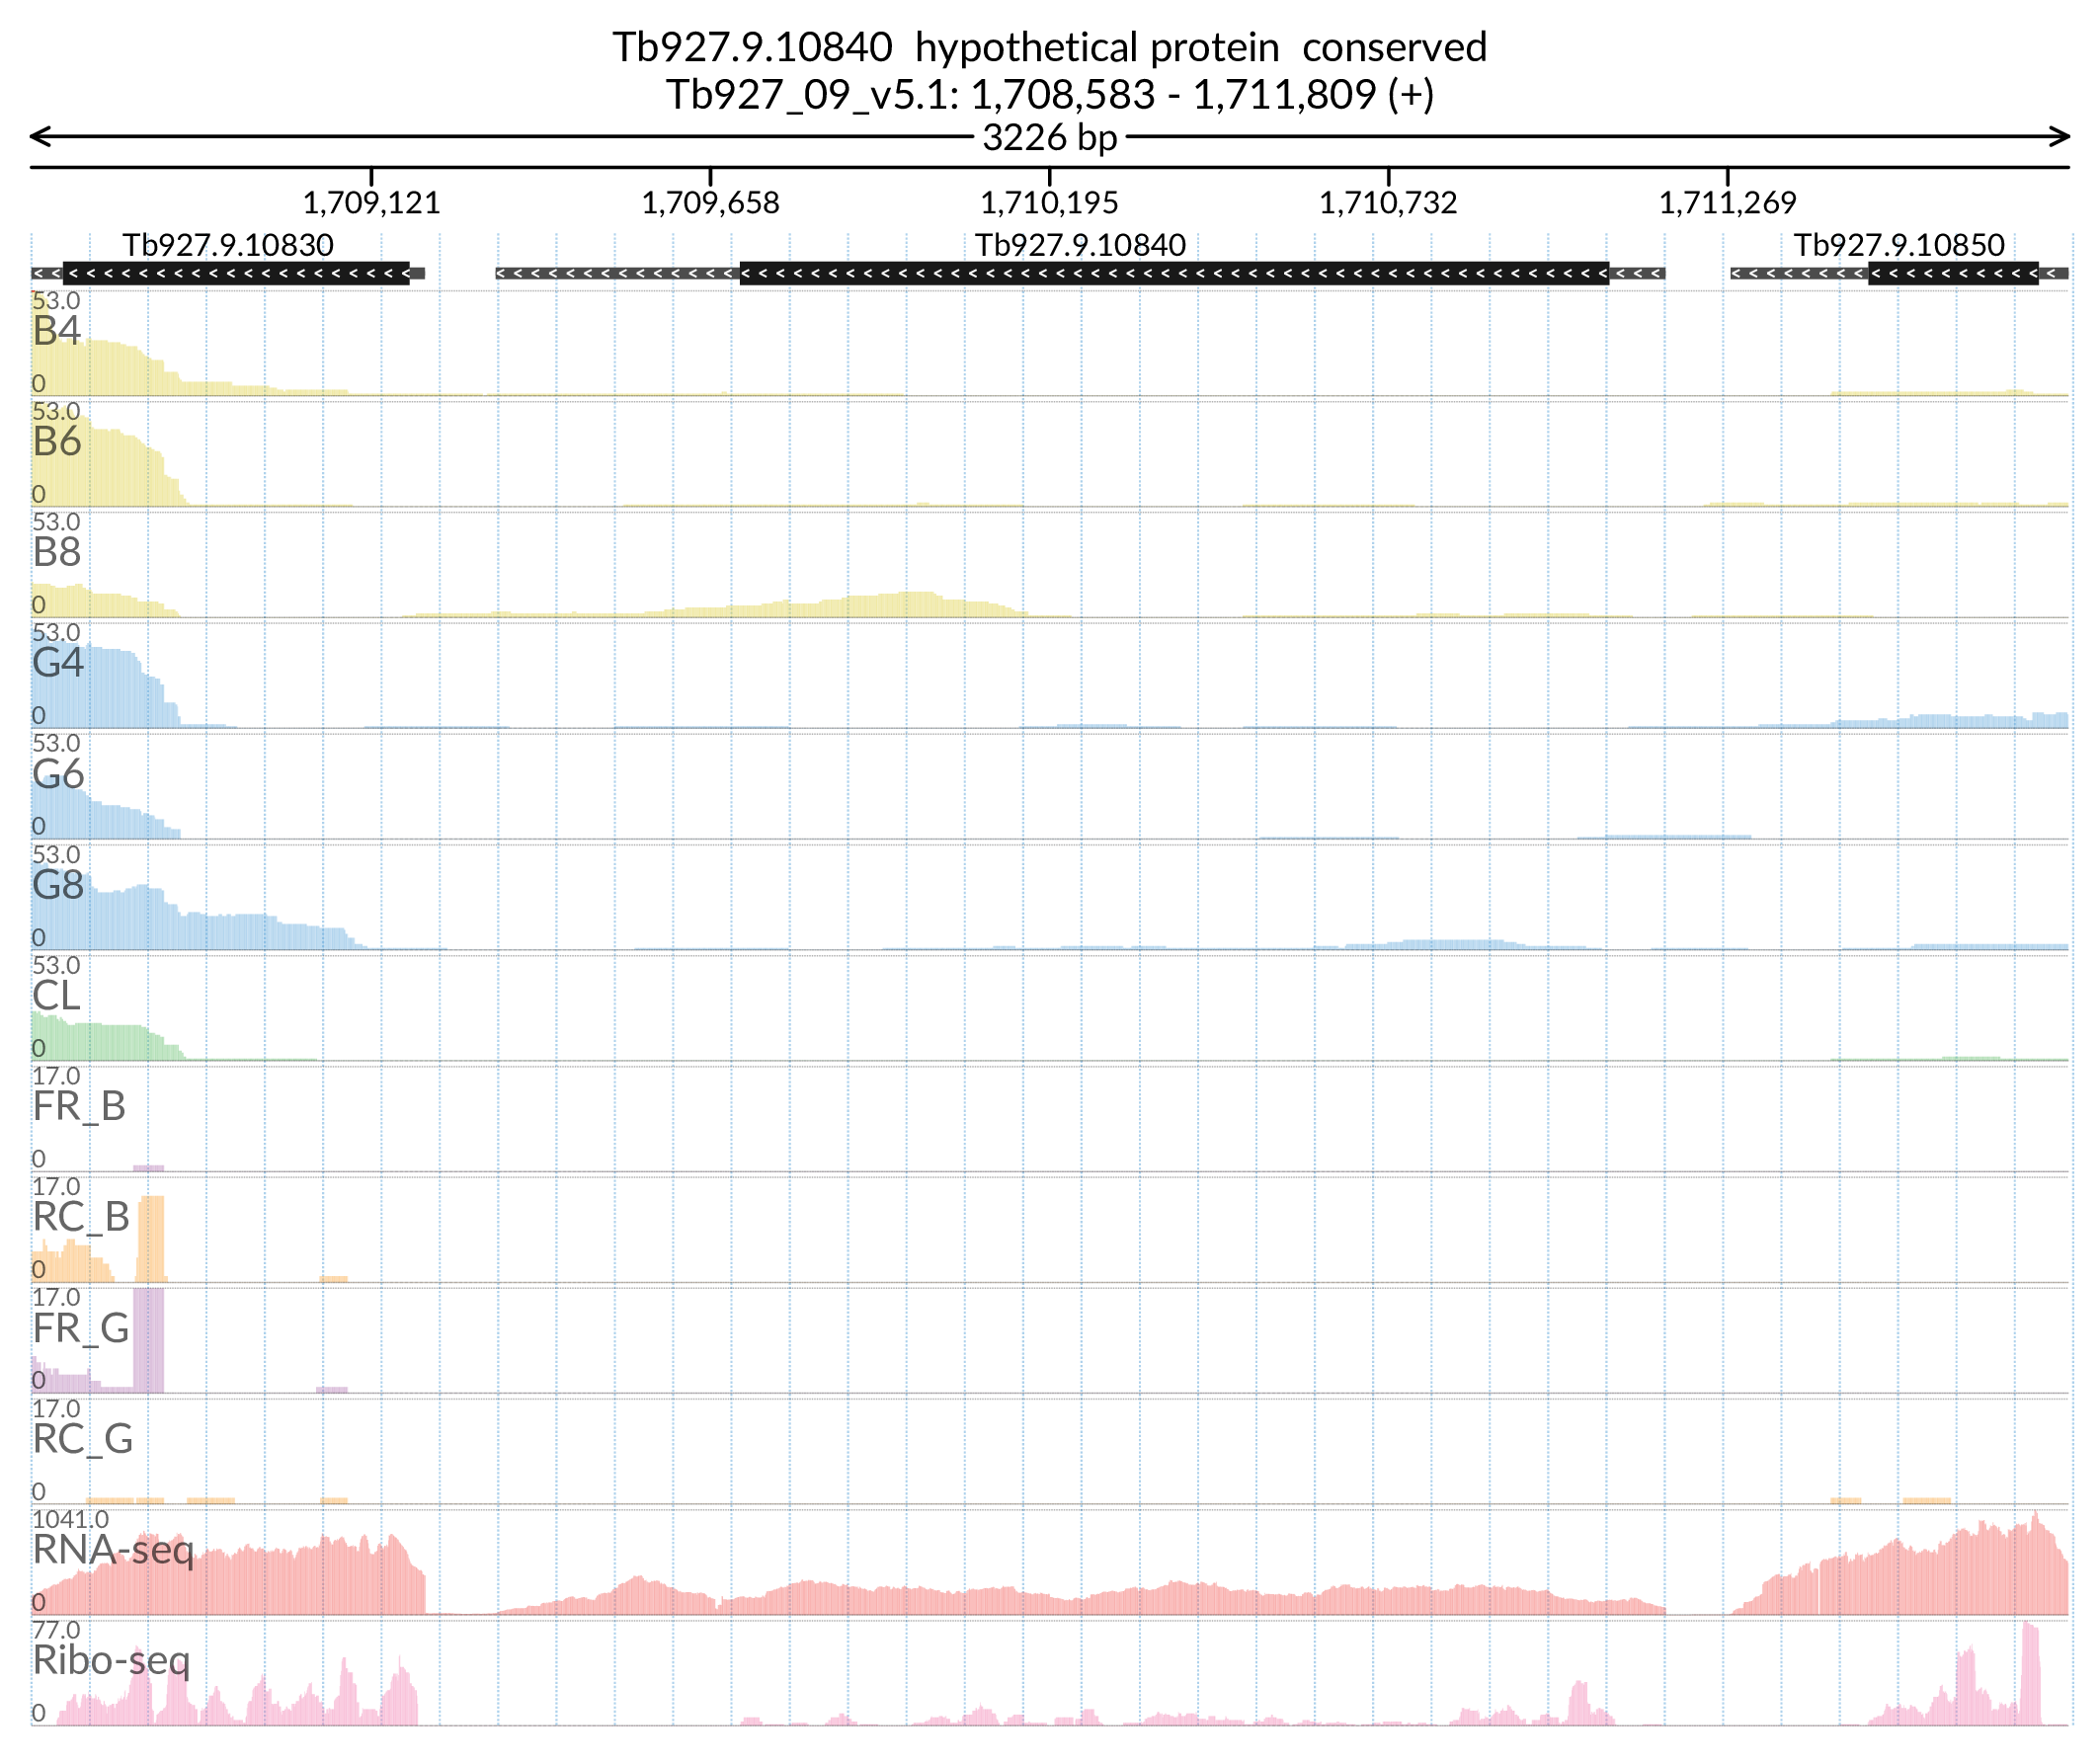 Tb927.9.10840 hypothetical protein conserved
Tb927_09_v5.1: 1,708,583 - 1,711,809 (+)
3226 bp
1,709,121 1,709,658 1,710,195 1,710,732 1,711,269
Tb927.9.10830 Tb927.9.10840 Tb927.9.10850
53.0
B4
0
53.0
B6
0
53.0
B8
0
53.0
G4
0
53.0
G6
0
53.0
G8
0
53.0
CL
0
17.0
FR_B
0
17.0
RC_B
0
17.0
FR_G
0
17.0
RC_G
0
1041.0
RNA-seq
0
77.0
Ribo-seq
0